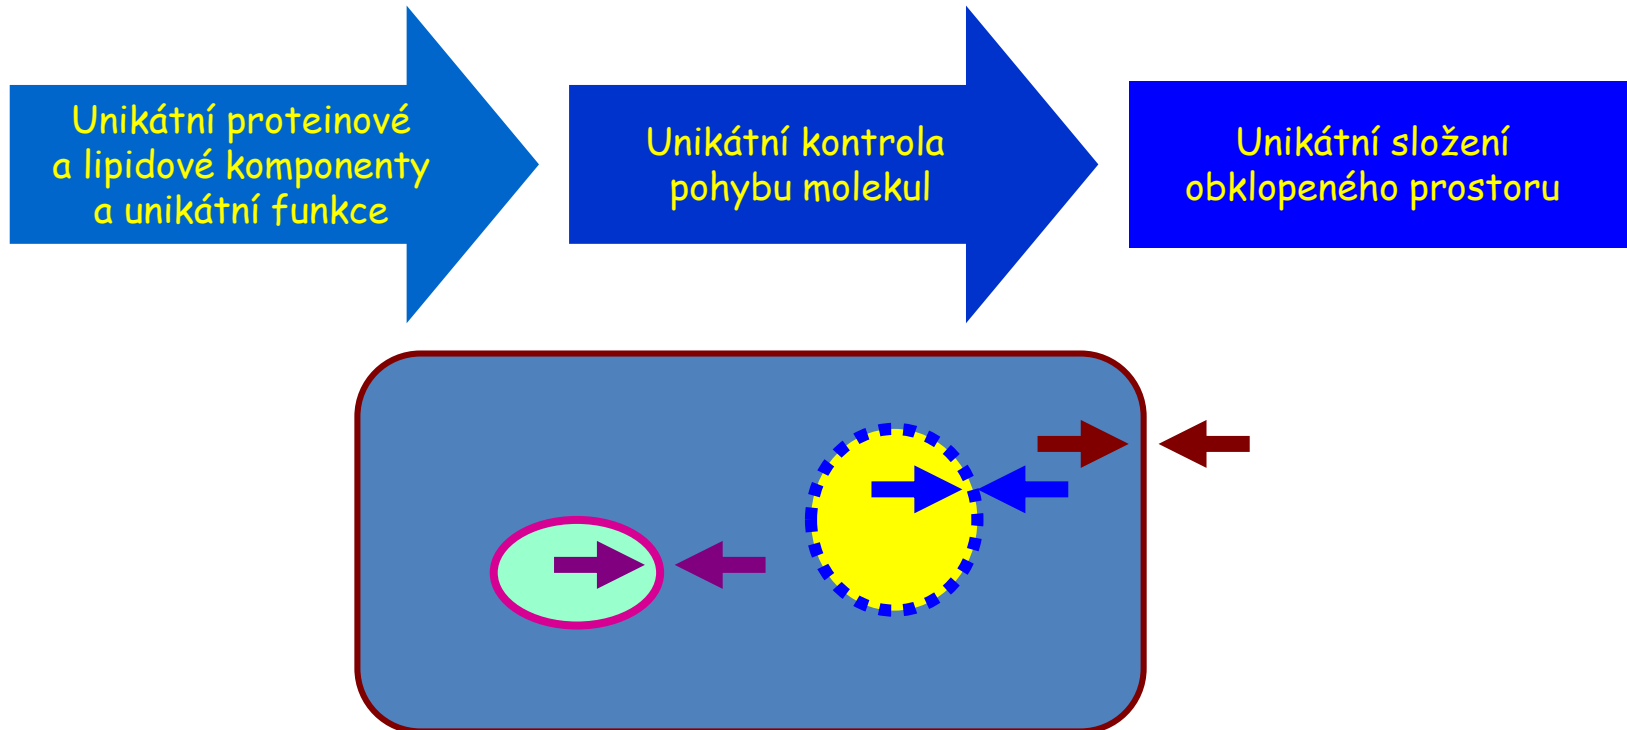 Unikátní proteinové
a lipidové komponenty
a unikátní funkce
Unikátní kontrola
pohybu molekul
Unikátní složení
obklopeného prostoru